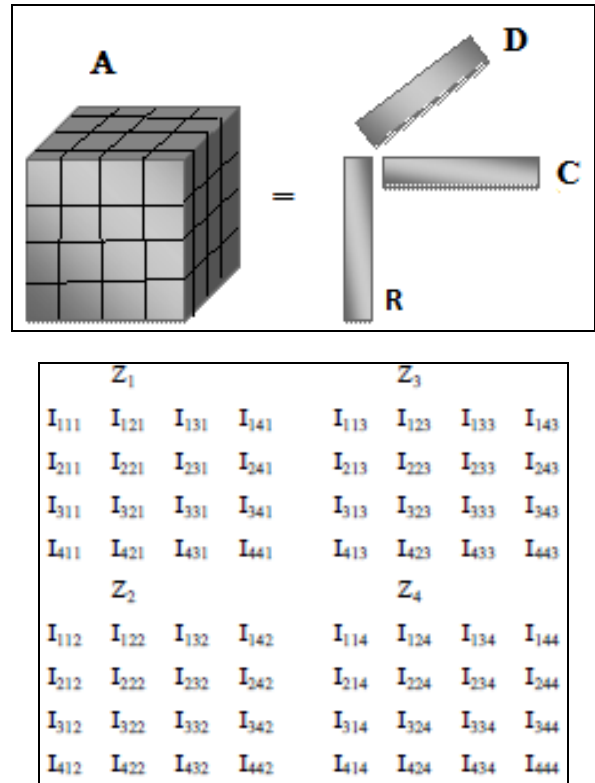 A
D
=
C
R
Z₁ Z₃
I₁₁₁ I₁₂₁ I₁₃₁ I₁₄₁ I₁₁₃ I₁₂₃ I₁₃₃ I₁₄₃
I₂₁₁ I₂₂₁ I₂₃₁ I₂₄₁ I₂₁₃ I₂₂₃ I₂₃₃ I₂₄₃
I₃₁₁ I₃₂₁ I₃₃₁ I₃₄₁ I₃₁₃ I₃₂₃ I₃₃₃ I₃₄₃
I₄₁₁ I₄₂₁ I₄₃₁ I₄₄₁ I₄₁₃ I₄₂₃ I₄₃₃ I₄₄₃
Z₂ Z₄
I₁₁₂ I₁₂₂ I₁₃₂ I₁₄₂ I₁₁₄ I₁₂₄ I₁₃₄ I₁₄₄
I₂₁₂ I₂₂₂ I₂₃₂ I₂₄₂ I₂₁₄ I₂₂₄ I₂₃₄ I₂₄₄
I₃₁₂ I₃₂₂ I₃₃₂ I₃₄₂ I₃₁₄ I₃₂₄ I₃₃₄ I₃₄₄
I₄₁₂ I₄₂₂ I₄₃₂ I₄₄₂ I₄₁₄ I₄₂₄ I₄₃₄ I₄₄₄